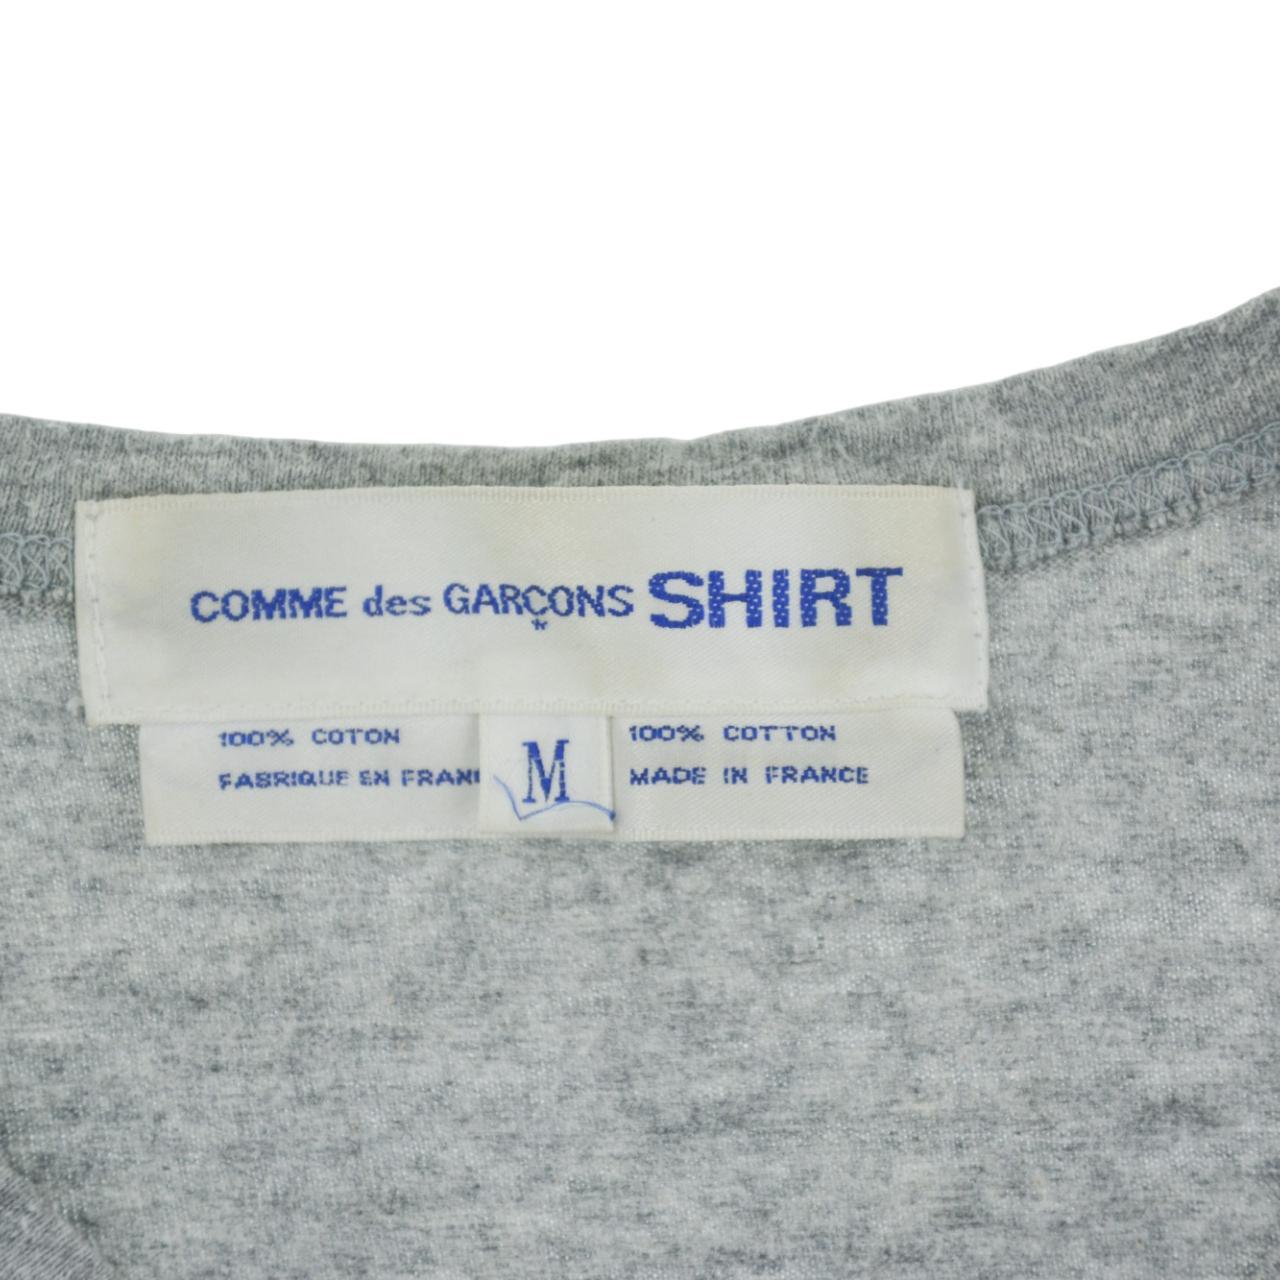 COMME des GARÇONS SHIRT
100% COTON
FABRIQUE EN FRAN
M
100% COTTON
MADE IN FRANCE